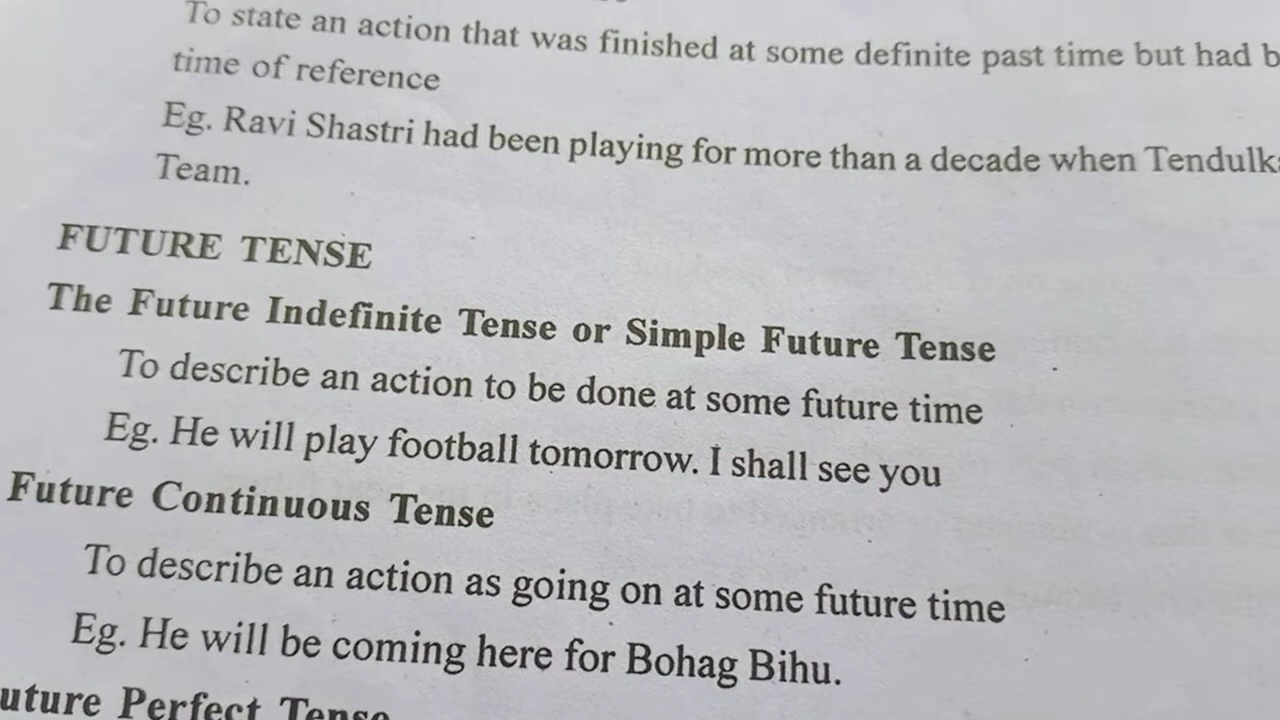 To state an action that was finished at some definite past time but had
time of reference
Eg. Ravi Shastri had been playing for more than a decade when
Team.
FUTURE TENSE
The Future Indefinite Tense or Simple Future Tense
To describe an action to be done at some future time
Eg. He will play football tomorrow. I shall see you
Future Continuous Tense
To describe an action as going on at some future time
Eg. He will be coming here for Bohag Bihu.
Perfect Tense